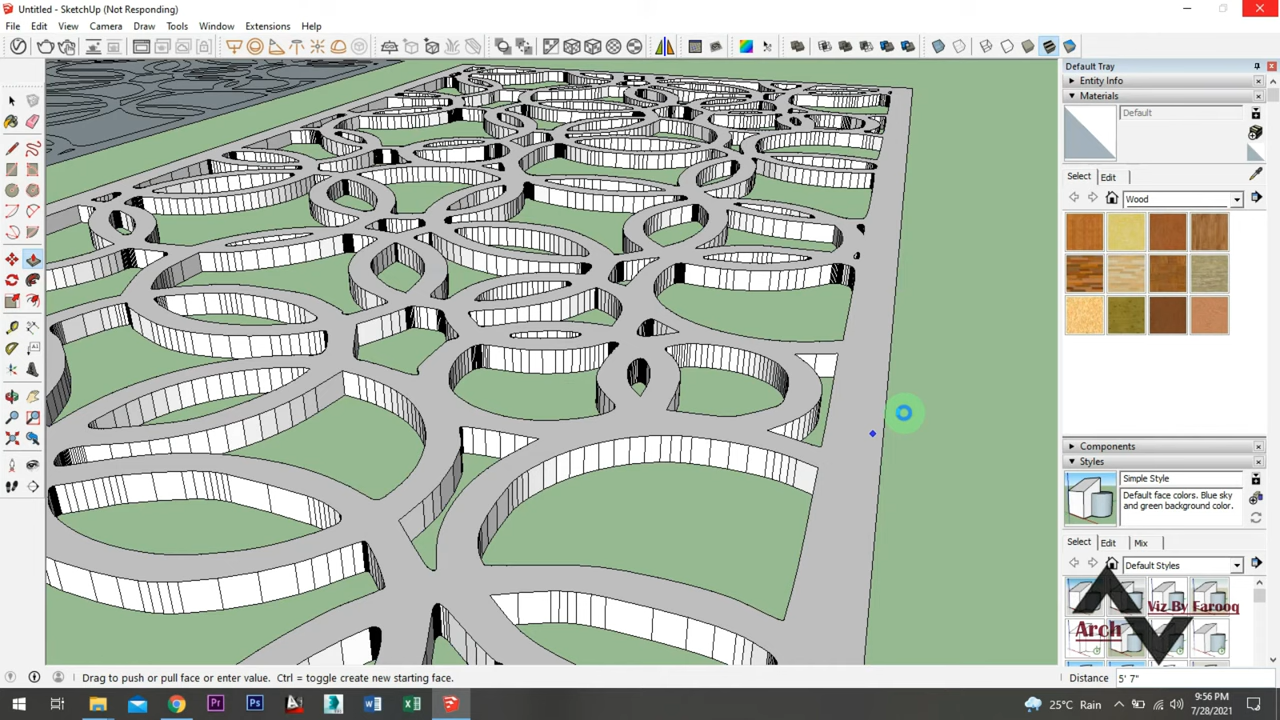 Untitled - SketchUp (Not Responding)
File Edit View Camera Draw Tools Window Extensions Help
Default Tray
Entity Info
Materials
Default
Select Edit
Wood
Components
Styles
Simple Style
Default face colors. Blue sky
and green background color.
Select Edit Mix
Default Styles
Viz By Farooq
Arch
Drag to push or pull face or enter value. Ctrl = toggle create new starting face.
Distance 5' 7"
25°C Rain
9:56 PM
7/28/2021